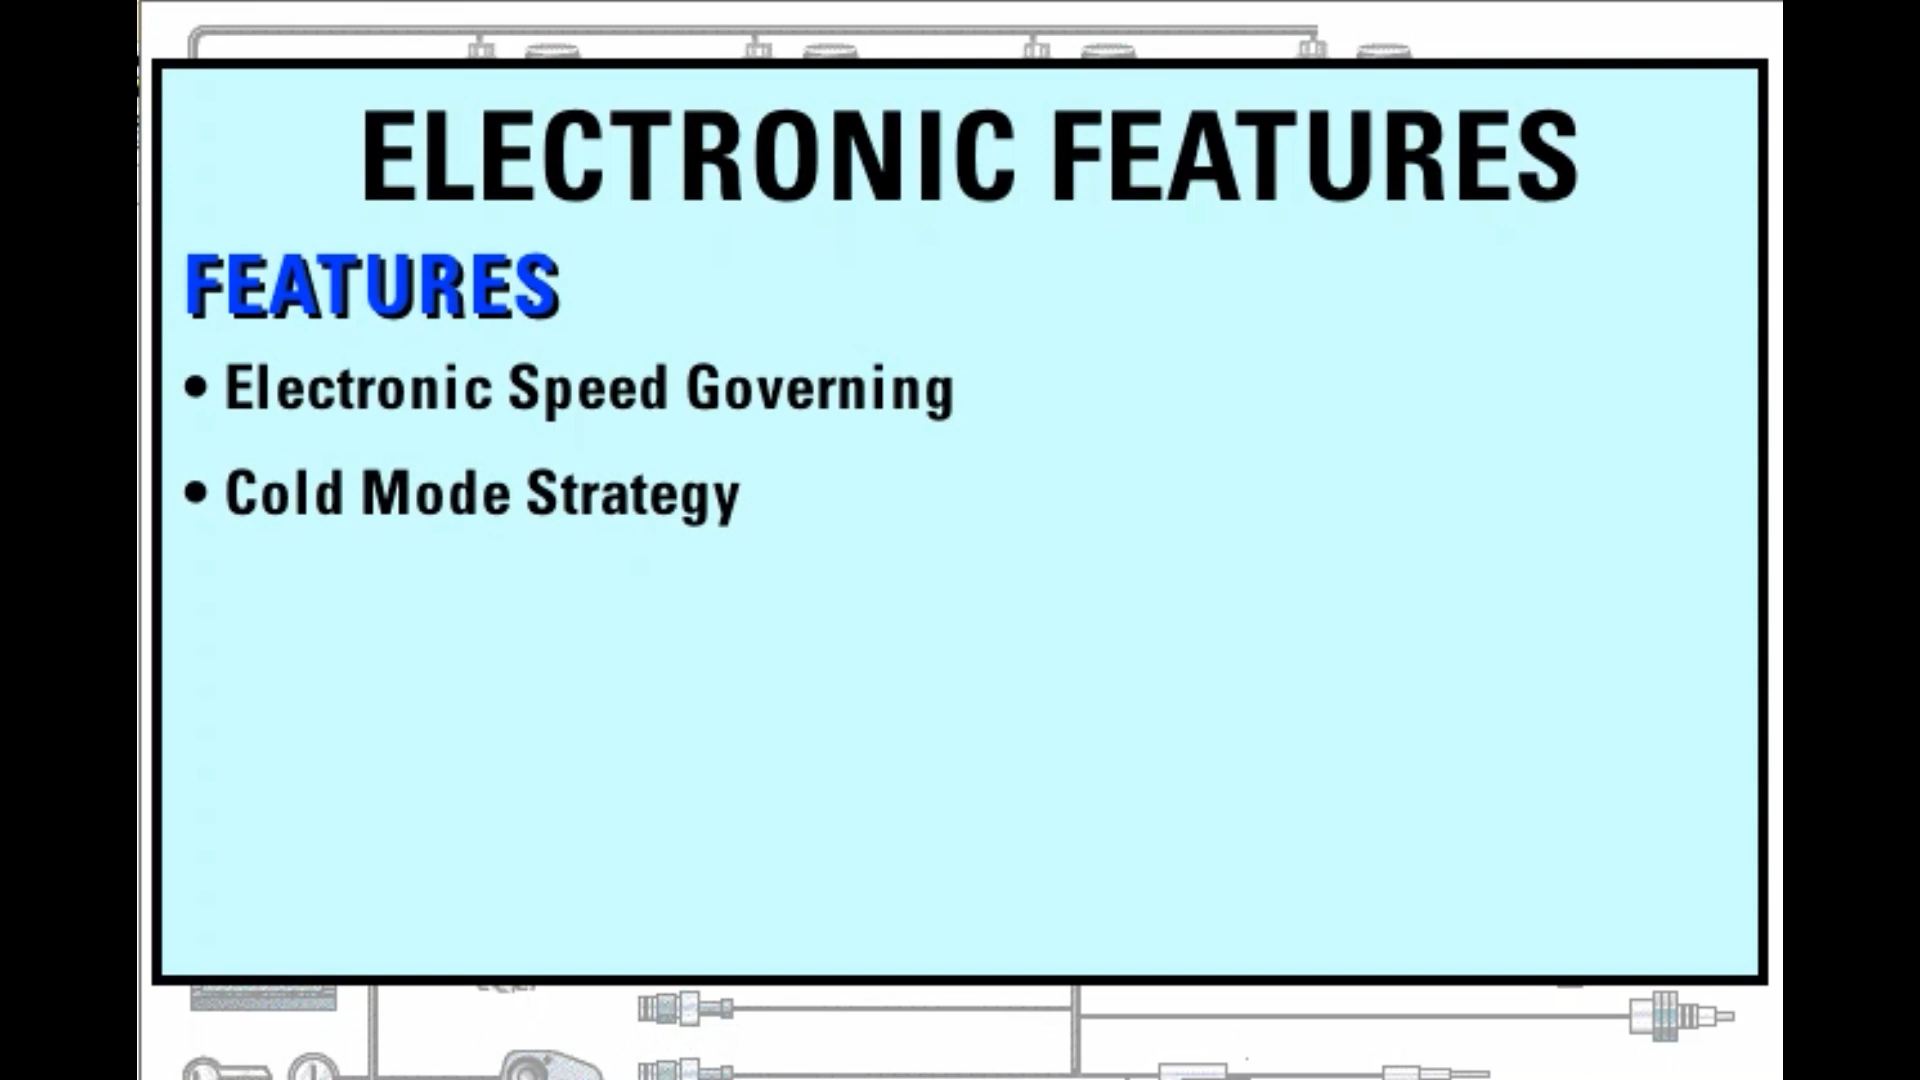 ELECTRONIC FEATURES
FEATURES
• Electronic Speed Governing
• Cold Mode Strategy